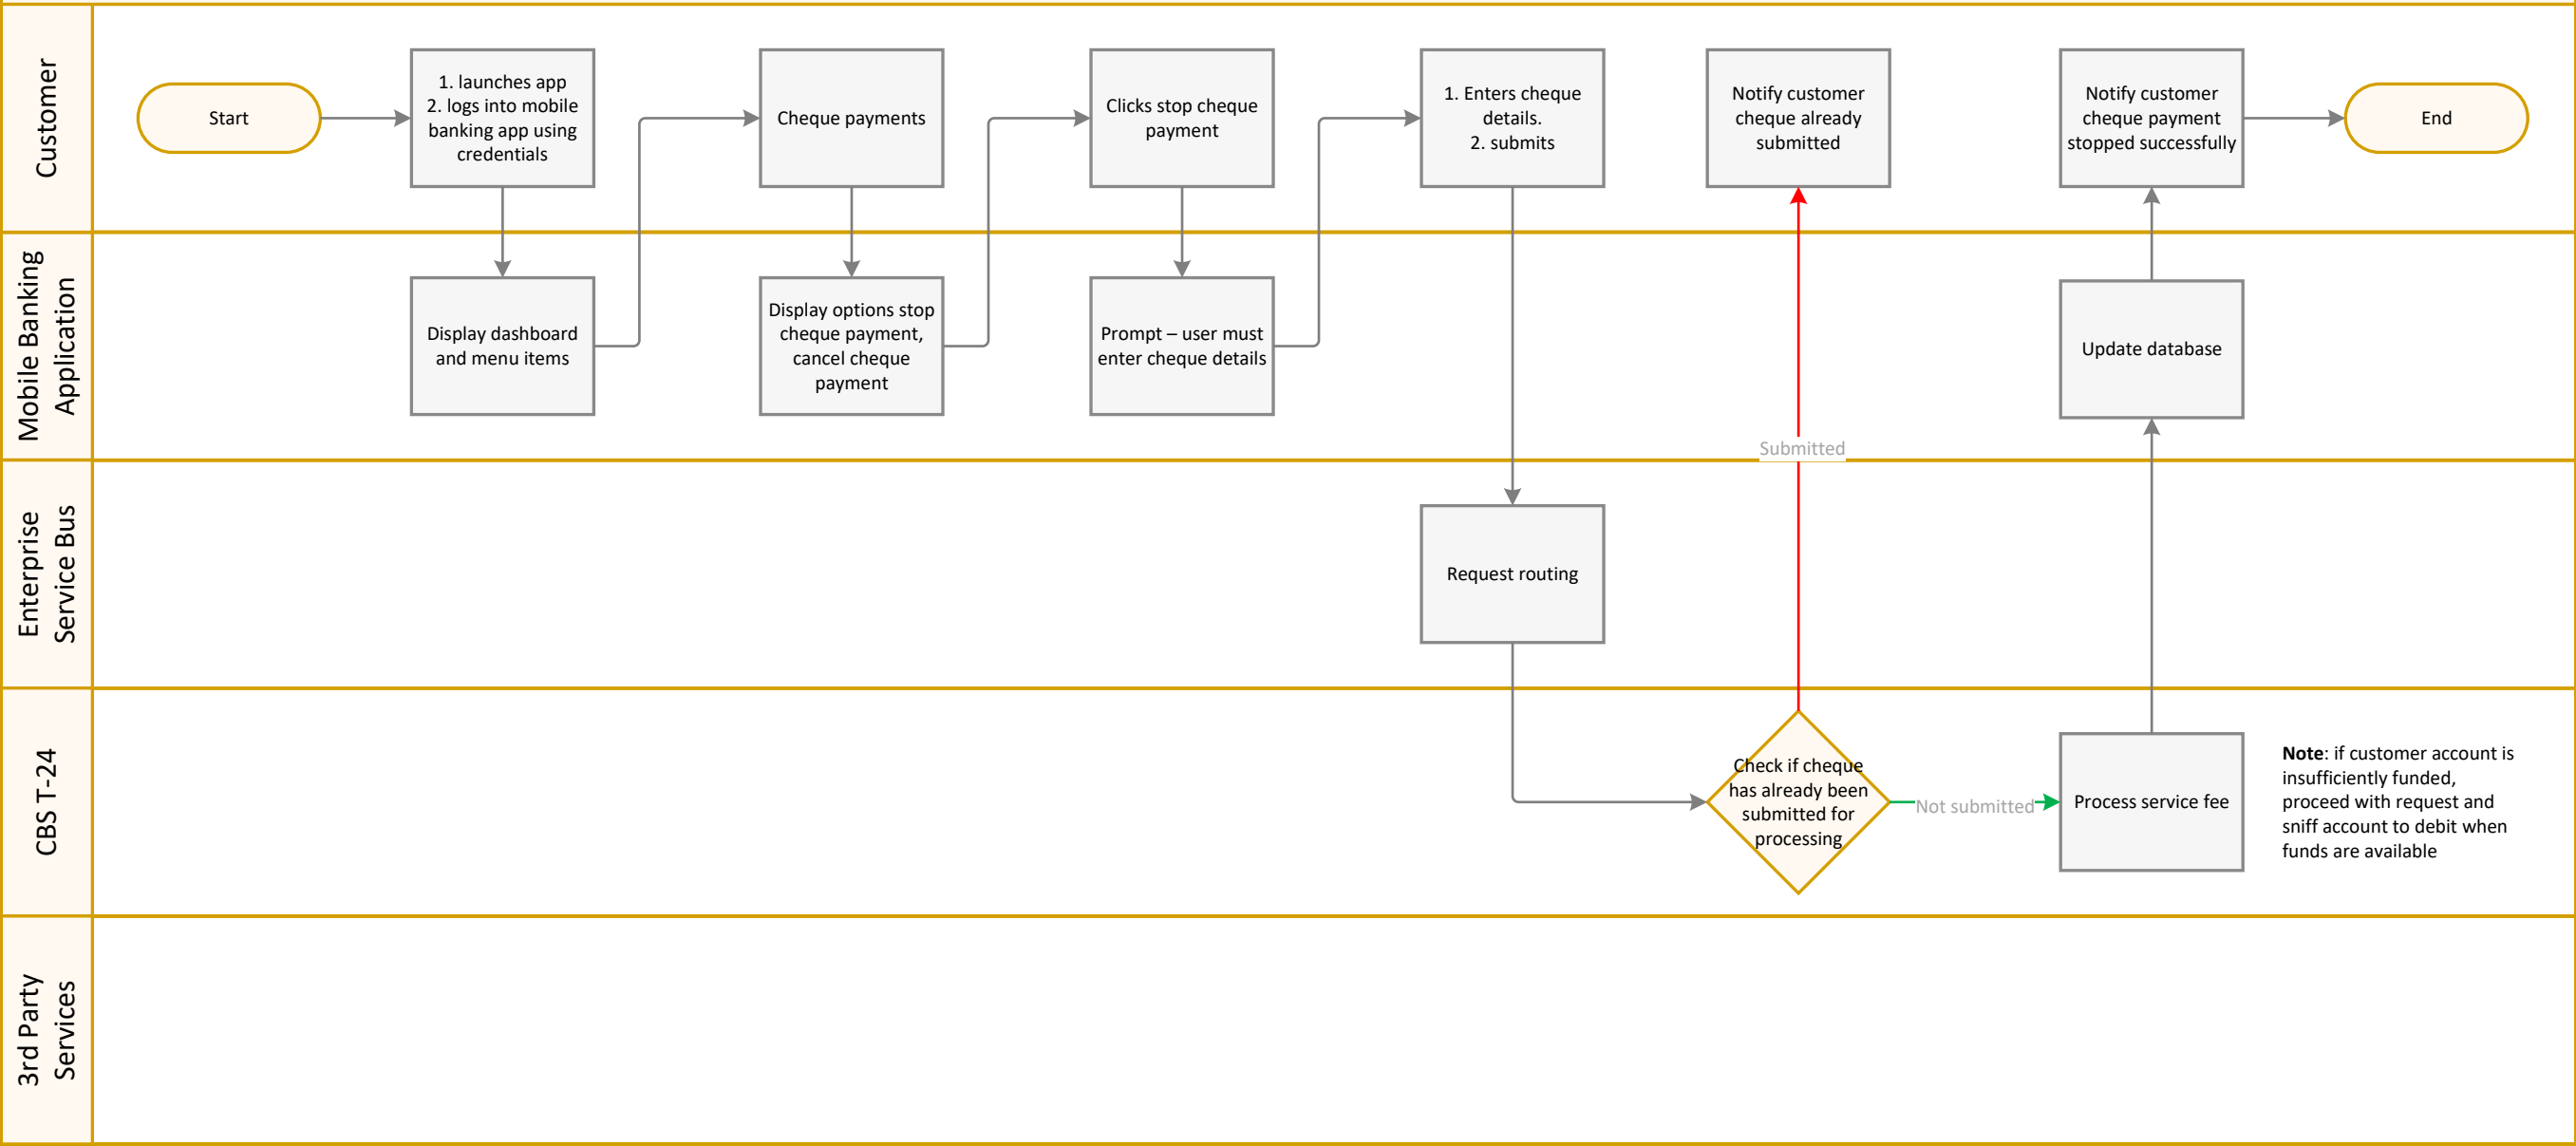 Customer
Start
1. launches app
2. logs into mobile
banking app using
credentials
Cheque payments
Clicks stop cheque
payment
1. Enters cheque
details.
2. submits
Notify customer
cheque already
submitted
Notify customer
cheque payment
stopped successfully
End
Mobile Banking
Application
Display dashboard
and menu items
Display options stop
cheque payment,
cancel cheque
payment
Prompt – user must
enter cheque details
Update database
Submitted
Enterprise
Service Bus
Request routing
CBS T-24
Check if cheque
has already been
submitted for
processing
Not submitted
Process service fee
Note: if customer account is
insufficiently funded,
proceed with request and
sniff account to debit when
funds are available
3rd Party
Services